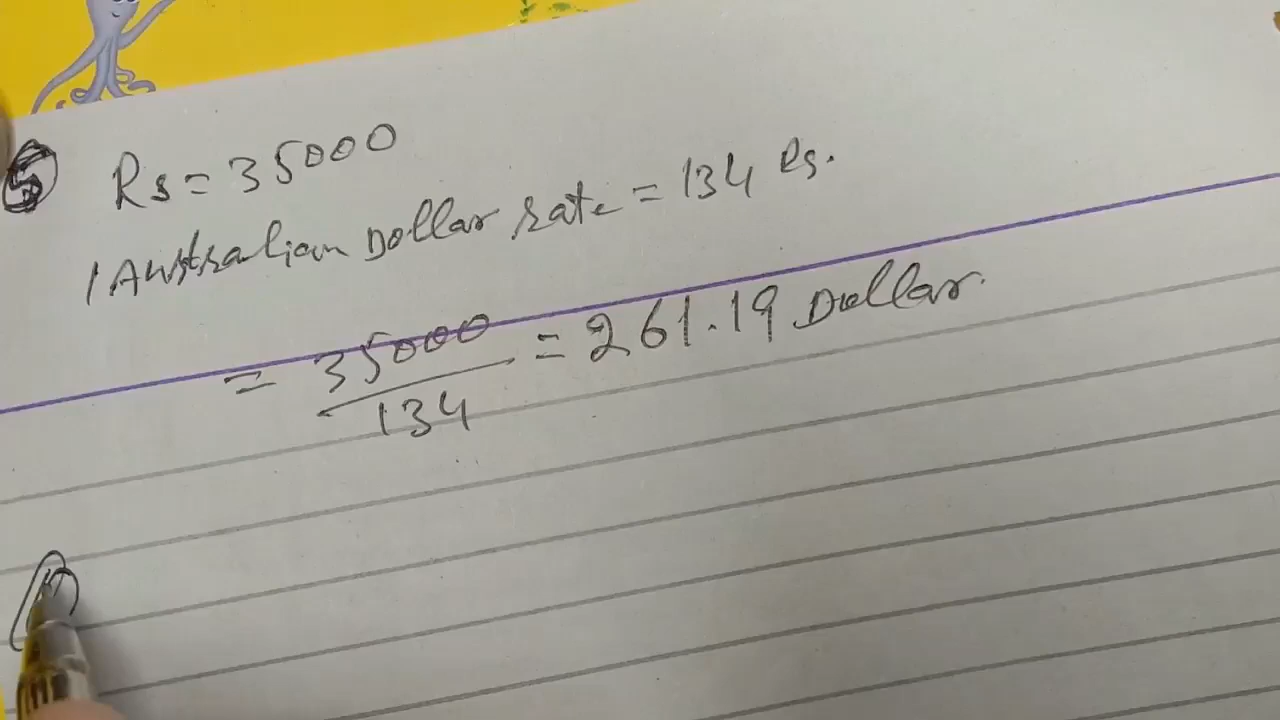 5 Rs = 35000
1 Australian Dollar rate = 134 Rs.
= 35000/134 = 261.19 Dollar.